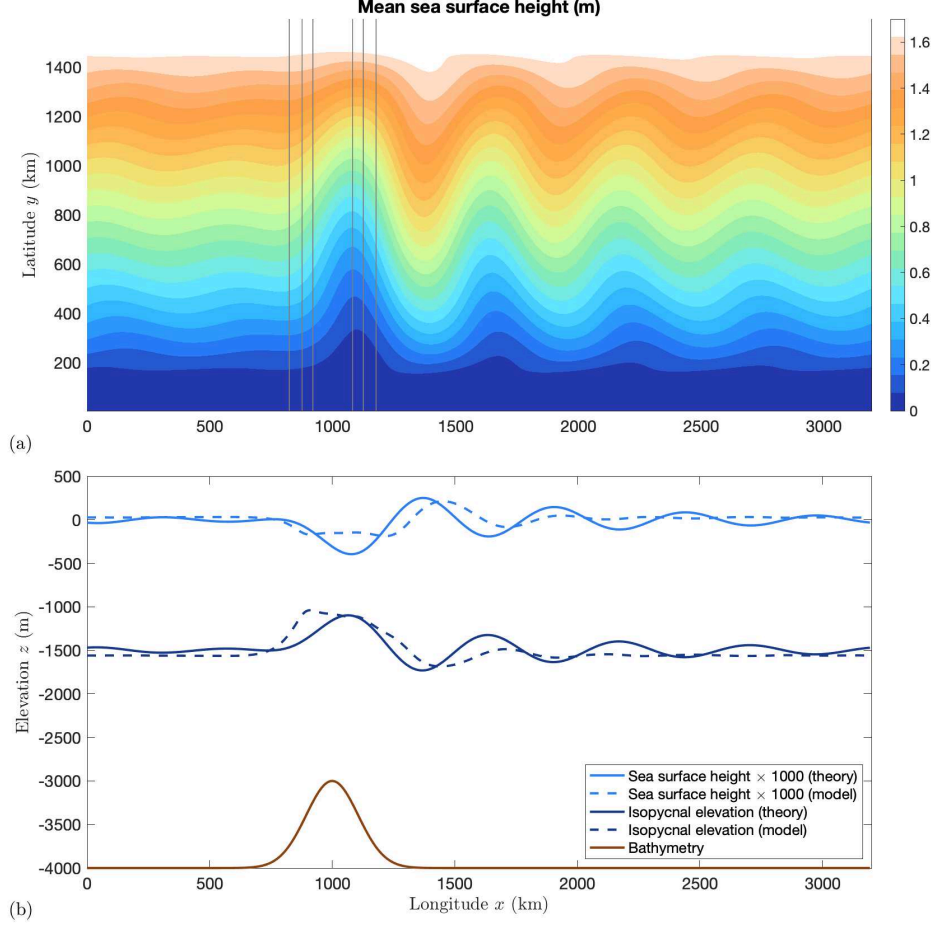 Mean sea surface height (m)
1400
1200
1000
800
600
400
200
Latitude y (km)
0 500 1000 1500 2000 2500 3000
1.6
1.4
1.2
1
0.8
0.6
0.4
0.2
0
(a)
500
0
-500
-1000
-1500
-2000
-2500
-3000
-3500
-4000
Elevation z (m)
Sea surface height × 1000 (theory)
Sea surface height × 1000 (model)
Isopycnal elevation (theory)
Isopycnal elevation (model)
Bathymetry
0 500 1000 1500 2000 2500 3000
Longitude x (km)
(b)